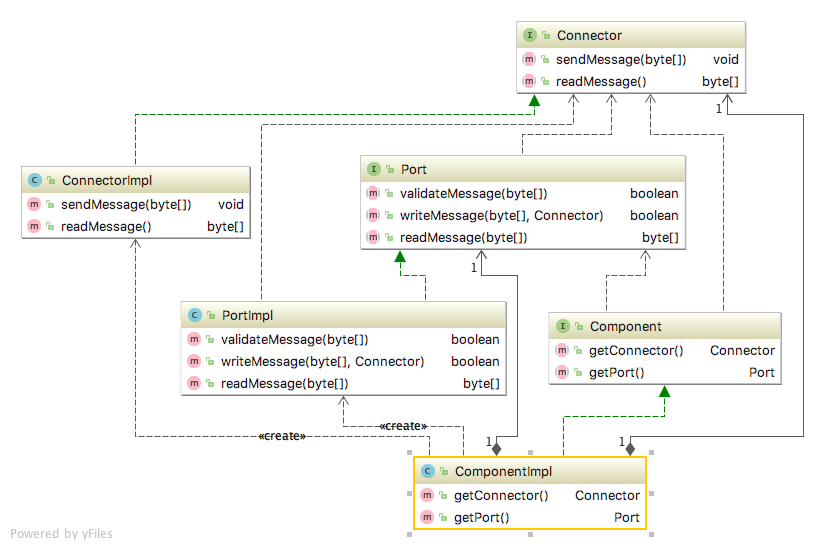 I Connector
m sendMessage(byte[]) void
m readMessage() byte[]
1
C ConnectorImpl
m sendMessage(byte[]) void
m readMessage() byte[]
I Port
m validateMessage(byte[]) boolean
m writeMessage(byte[], Connector) boolean
m readMessage(byte[]) byte[]
1
C PortImpl
m validateMessage(byte[]) boolean
m writeMessage(byte[], Connector) boolean
m readMessage(byte[]) byte[]
I Component
m getConnector() Connector
m getPort() Port
«create»
«create»
1
1
C ComponentImpl
m getConnector() Connector
m getPort() Port
Powered by yFiles